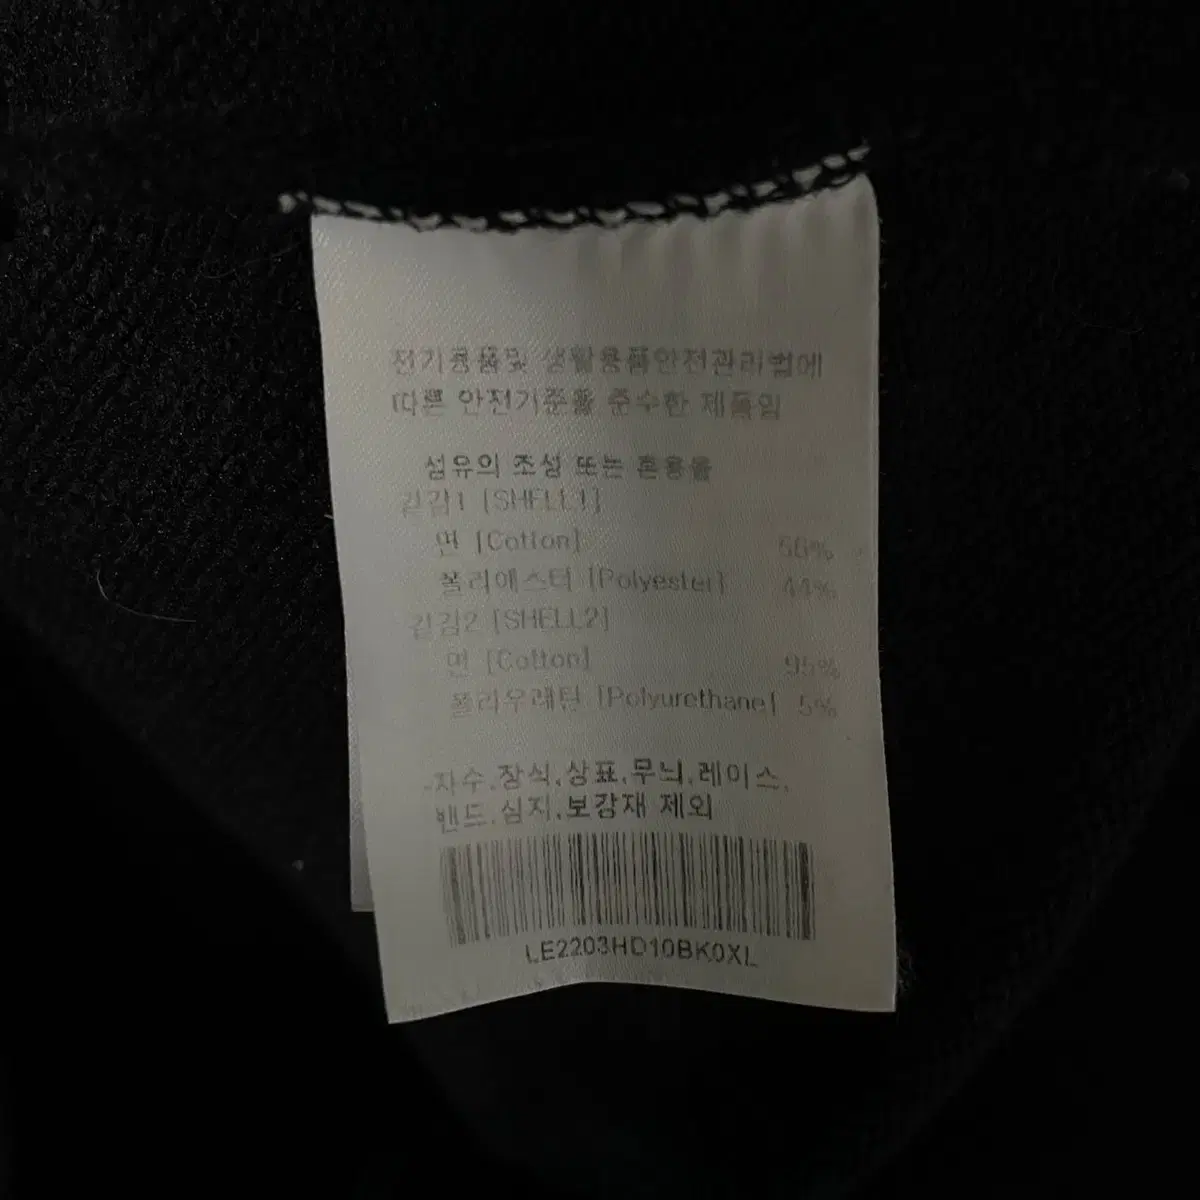 전기용품및 생활용품안전관리법에
따른 안전기준을 준수한 제품임
섬유의 조성 또는 혼용율
겉감1 [SHELL1]
면 [Cotton] 56%
폴리에스터 [Polyester] 44%
겉감2 [SHELL2]
면 [Cotton] 95%
폴리우레탄 [Polyurethane] 5%
-자수,장식,상표,무늬,레이스,
밴드,심지,보강재 제외
LE2203HD10BK0XL